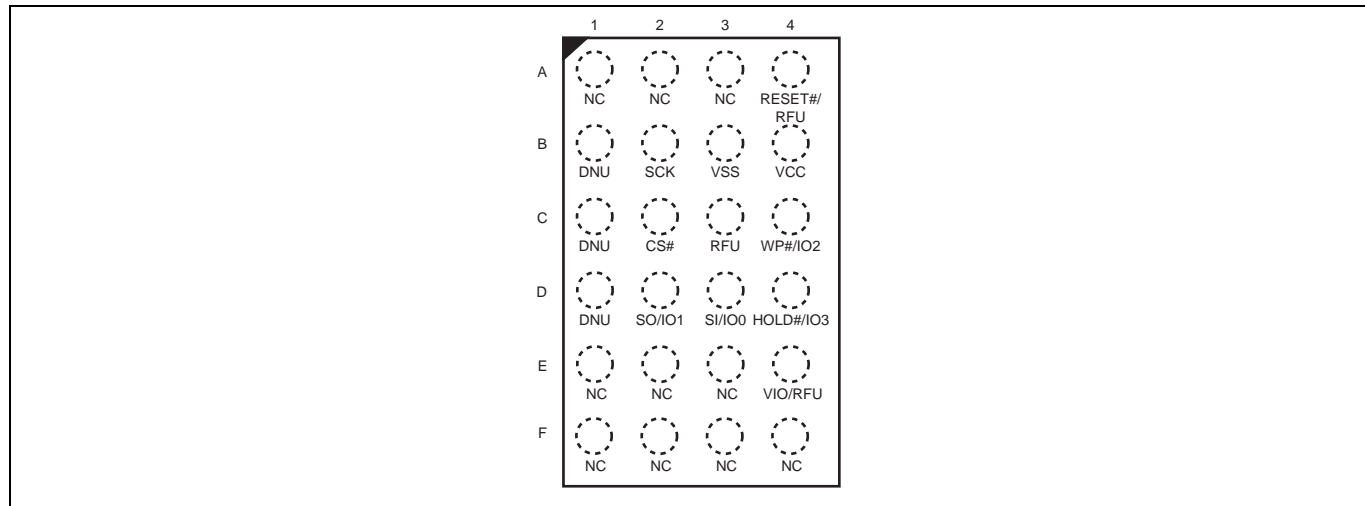 1 2 3 4
A
NC NC NC RESET#/
RFU
B
DNU SCK VSS VCC
C
DNU CS# RFU WP#/IO2
D
DNU SO/IO1 SI/IO0 HOLD#/IO3
E
NC NC NC VIO/RFU
F
NC NC NC NC